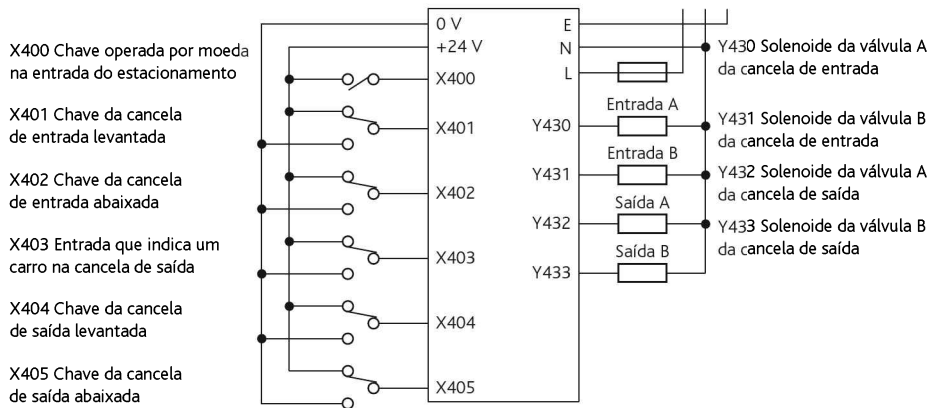 X400 Chave operada por moeda
na entrada do estacionamento
X401 Chave da cancela
de entrada levantada
X402 Chave da cancela
de entrada abaixada
X403 Entrada que indica um
carro na cancela de saída
X404 Chave da cancela
de saída levantada
X405 Chave da cancela
de saída abaixada
0 V
+24 V
X400
X401
X402
X403
X404
X405
E
N
L
Y430
Y431
Y432
Y433
Entrada A
Entrada B
Saída A
Saída B
Y430 Solenoide da válvula A
da cancela de entrada
Y431 Solenoide da válvula B
da cancela de entrada
Y432 Solenoide da válvula A
da cancela de saída
Y433 Solenoide da válvula B
da cancela de saída